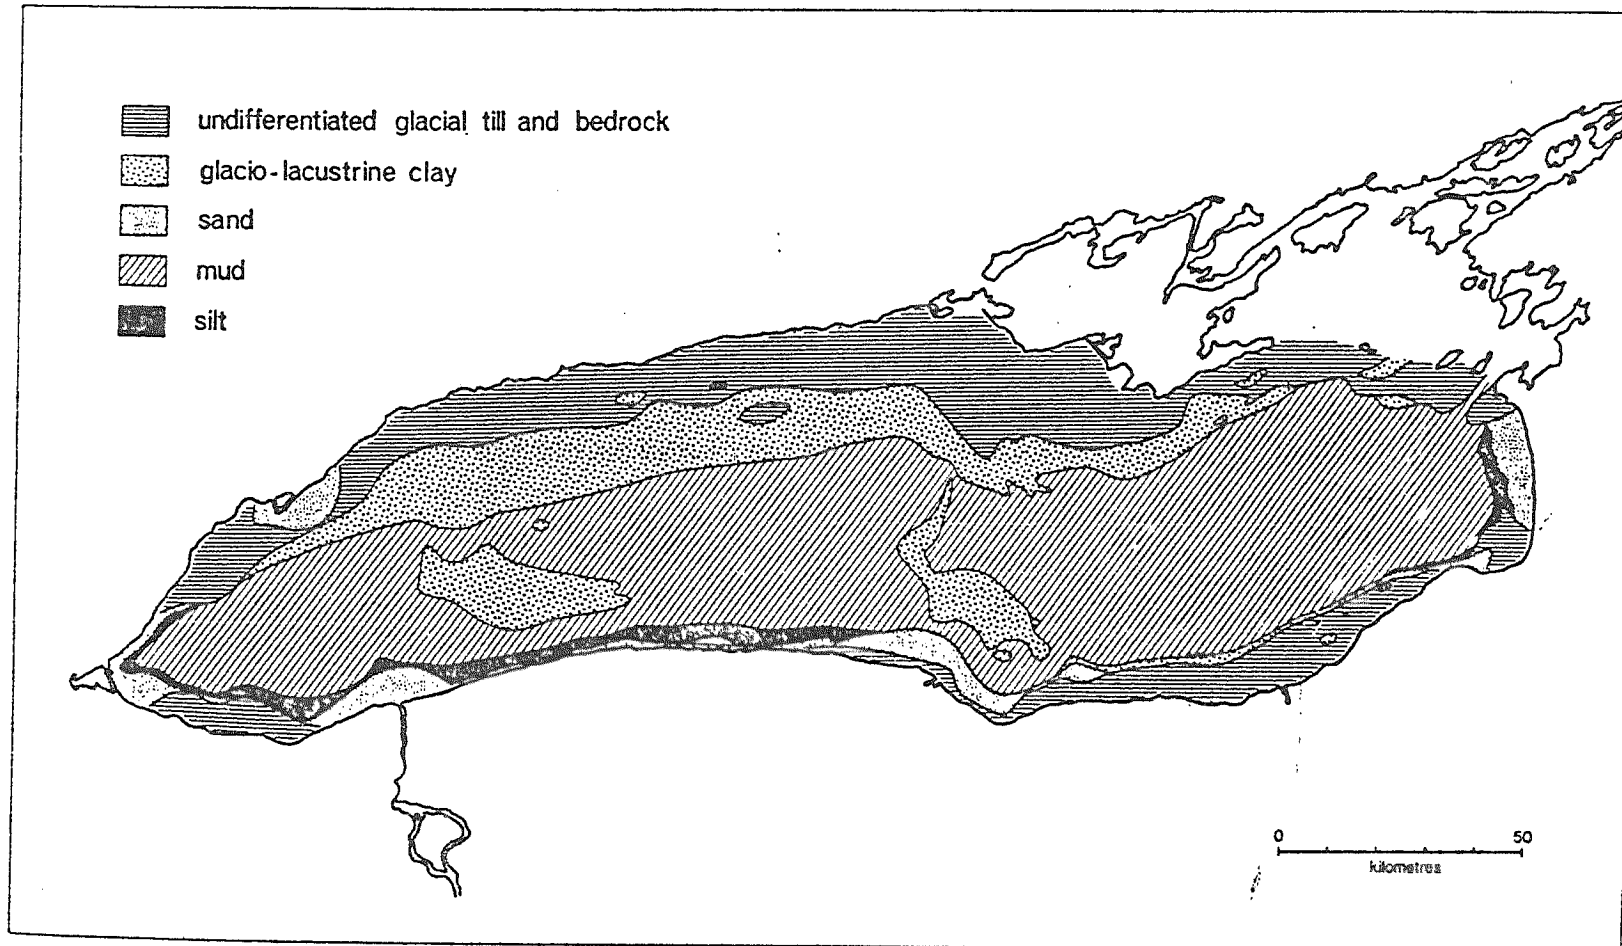 undifferentiated glacial till and bedrock
glacio-lacustrine clay
sand
mud
silt
0 50
kilometres